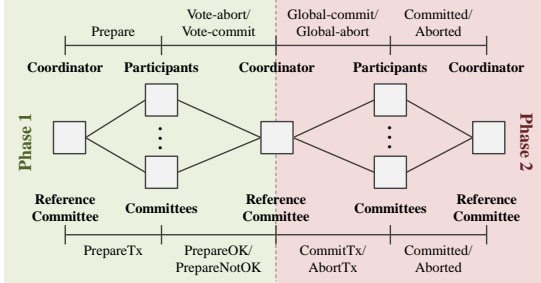 Prepare
Vote-abort/
Vote-commit
Global-commit/
Global-abort
Committed/
Aborted
Coordinator
Participants
Coordinator
Participants
Coordinator
Phase 1
Phase 2
Reference
Committee
Committees
Reference
Committee
Committees
Reference
Committee
PrepareTx
PrepareOK/
PrepareNotOK
CommitTx/
AbortTx
Committed/
Aborted